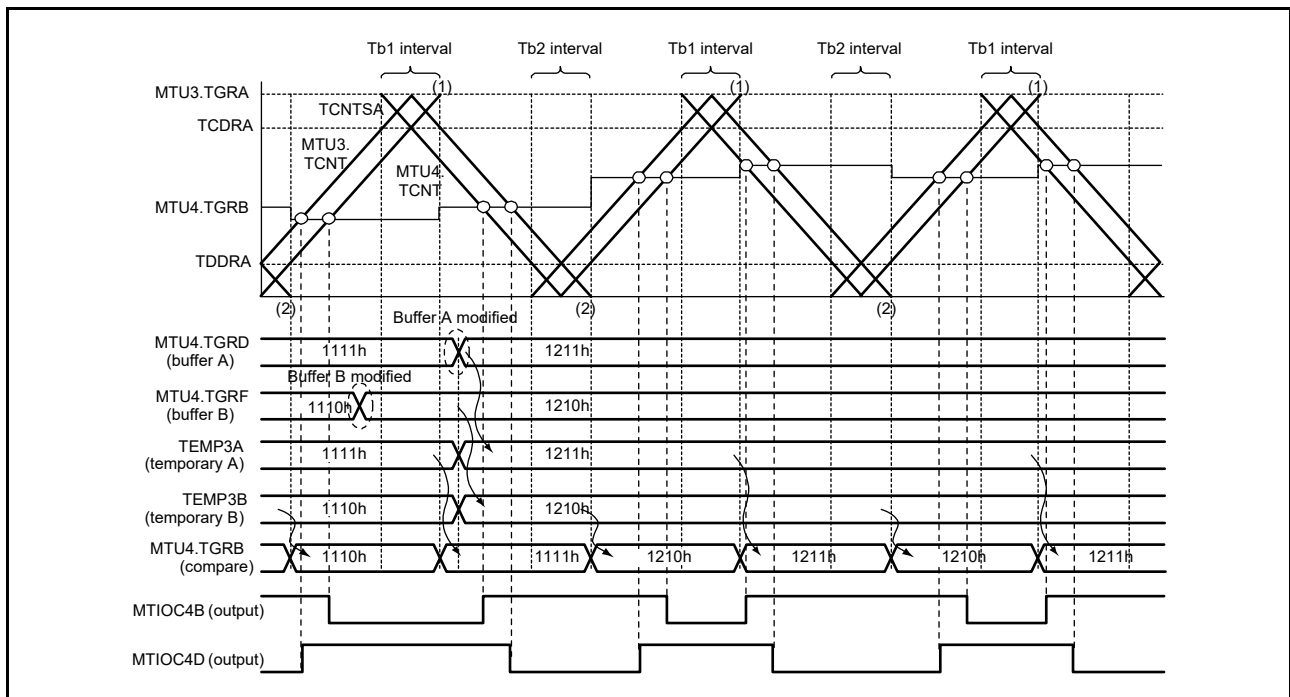 Tb1 interval Tb2 interval Tb1 interval Tb2 interval Tb1 interval
MTU3.TGRA (1) (1) (1)
TCNTSA
TCDRA
MTU3.
TCNT
MTU4.
TCNT
MTU4.TGRB
TDDRA
(2) (2) (2)
Buffer A modified
MTU4.TGRD
(buffer A)
1111h 1211h
Buffer B modified
MTU4.TGRF
(buffer B)
1110h 1210h
TEMP3A
(temporary A)
1111h 1211h
TEMP3B
(temporary B)
1110h 1210h
MTU4.TGRB
(compare)
1110h 1111h 1210h 1211h 1210h 1211h
MTIOC4B (output)
MTIOC4D (output)